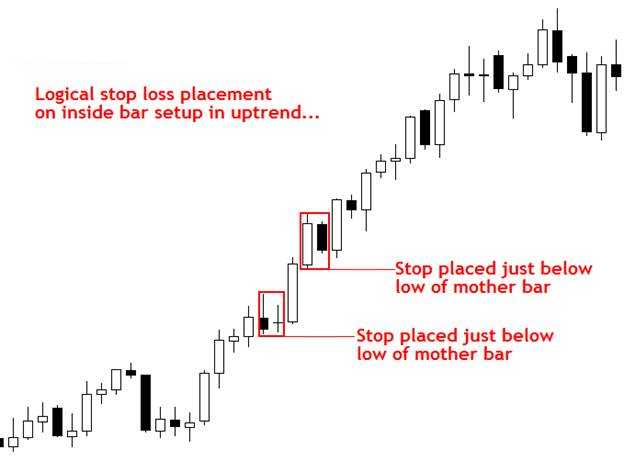 Logical stop loss placement
on inside bar setup in uptrend...
Stop placed just below
low of mother bar
Stop placed just below
low of mother bar